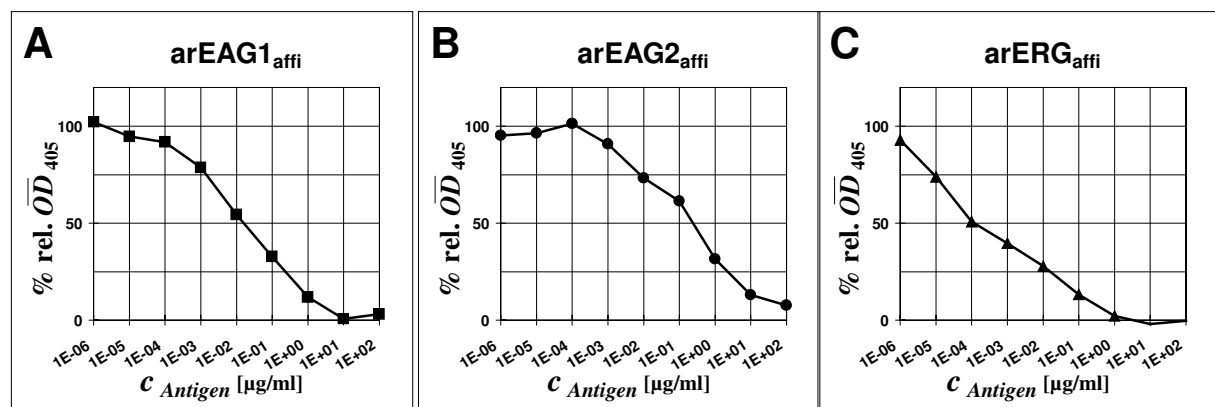 A
arEAG1affi
% rel. OD 405
100
50
0
1E-06
1E-05
1E-04
1E-03
1E-02
1E-01
1E+00
1E+01
1E+02
c Antigen [µg/ml]
B
arEAG2affi
% rel. OD 405
100
50
0
1E-06
1E-05
1E-04
1E-03
1E-02
1E-01
1E+00
1E+01
1E+02
c Antigen [µg/ml]
C
arERGaffi
% rel. OD 405
100
50
0
1E-06
1E-05
1E-04
1E-03
1E-02
1E-01
1E+00
1E+01
1E+02
c Antigen [µg/ml]